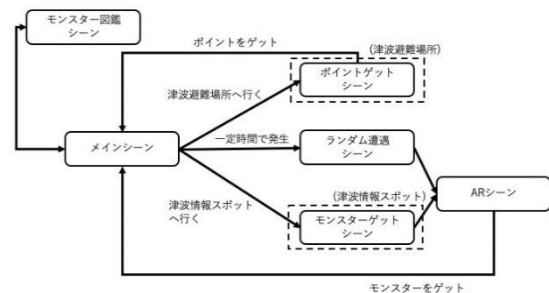 モンスター図鑑
シーン
ポイントをゲット
(津波避難場所)
ポイントゲット
シーン
津波避難場所へ行く
メインシーン
一定時間で発生
ランダム遭遇
シーン
津波情報スポット
へ行く
(津波情報スポット)
モンスターゲット
シーン
ARシーン
モンスターをゲット